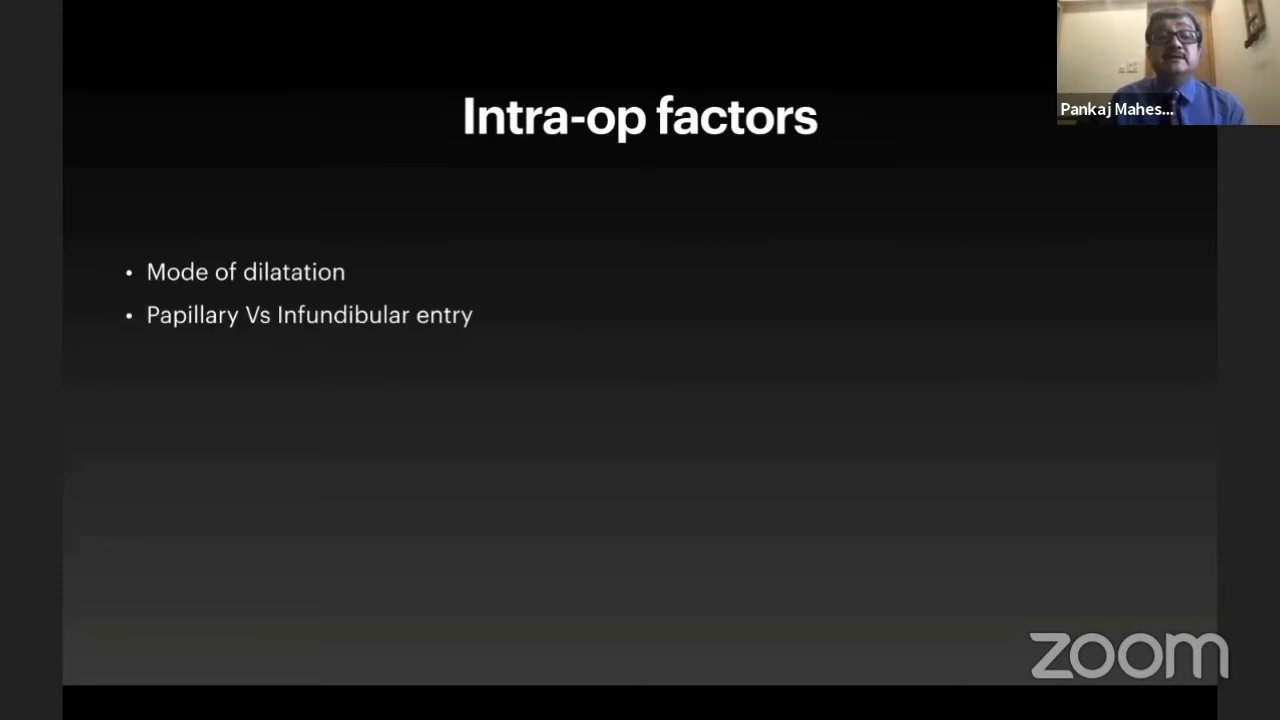 Intra-op factors
Pankaj Mahes...
• Mode of dilatation
• Papillary Vs Infundibular entry
zoom